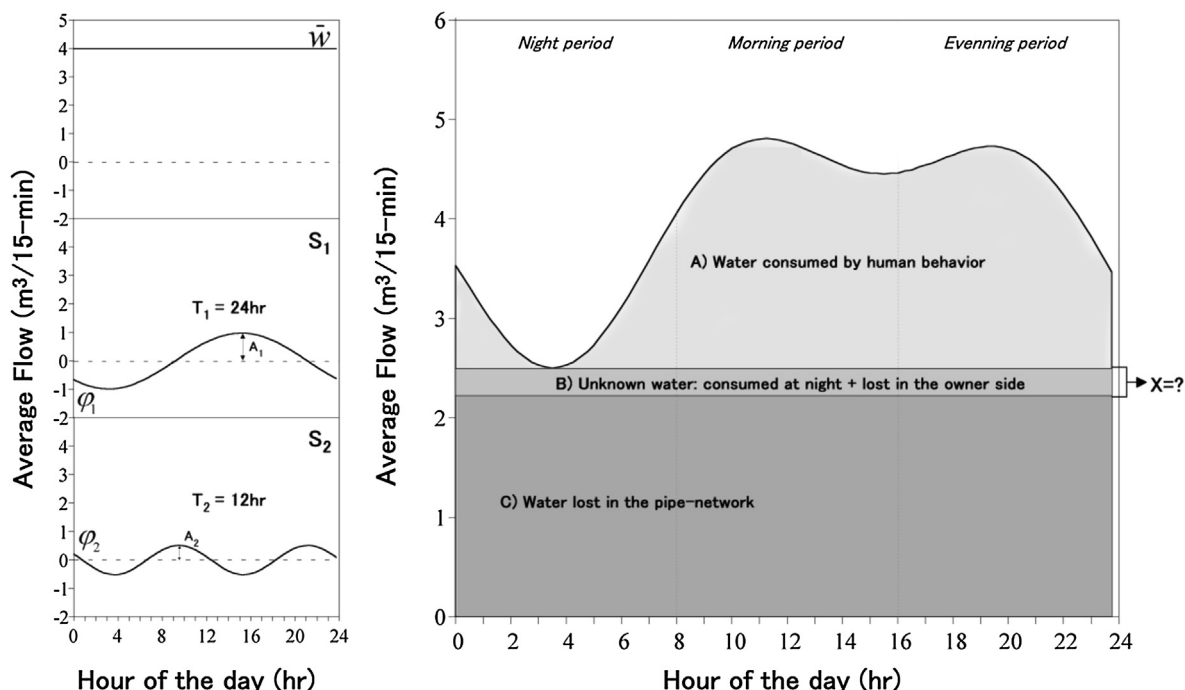 5
w̄
4
3
2
1
0
-1
-2
S₁
4
3
T₁ = 24hr
2
1
A₁
0
-1
φ₁
-2
S₂
4
3
T₂ = 12hr
2
1
φ₂
A₂
0
-1
-2
0 4 8 12 16 20 24
Hour of the day (hr)
Average Flow (m³/15-min)
6
Night period Morning period Evenning period
5
4
A) Water consumed by human behavior
3
B) Unknown water: consumed at night + lost in the owner side
X=?
2
C) Water lost in the pipe-network
1
0
0 2 4 6 8 10 12 14 16 18 20 22 24
Hour of the day (hr)
Average Flow (m³/15-min)